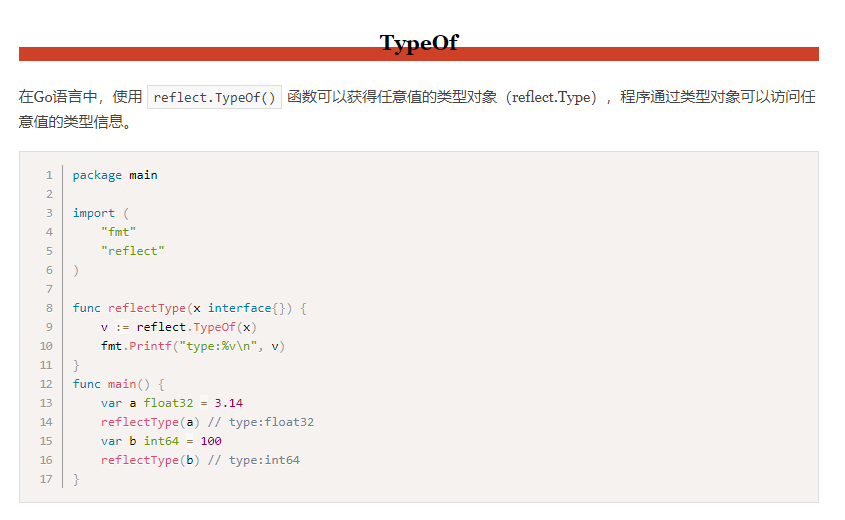 TypeOf
在Go语言中，使用 reflect.TypeOf() 函数可以获得任意值的类型对象（reflect.Type），程序通过类型对象可以访问任
意值的类型信息。
1 package main
2
3 import (
4     "fmt"
5     "reflect"
6 )
7
8 func reflectType(x interface{}) {
9     v := reflect.TypeOf(x)
10     fmt.Printf("type:%v\n", v)
11 }
12 func main() {
13     var a float32 = 3.14
14     reflectType(a) // type:float32
15     var b int64 = 100
16     reflectType(b) // type:int64
17 }